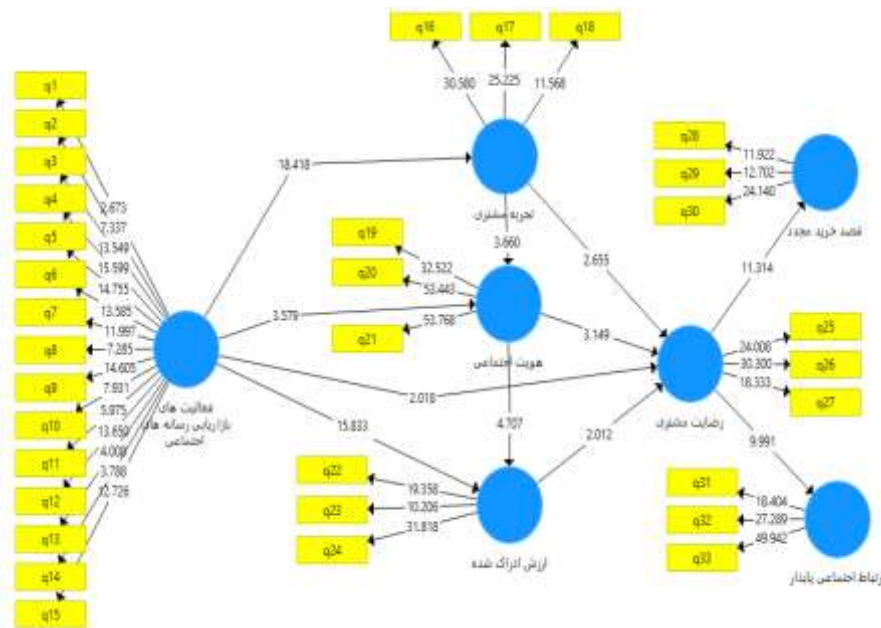 q16
q17
q18
30.580
25.225
11.568
q1
q2
q3
q4
q5
q6
q7
q8
q9
q10
q11
q12
q13
q14
q15
2.673
7.337
13.549
15.599
14.755
13.585
11.997
7.285
14.605
7.931
5.975
13.650
4.008
3.788
12.726
فعالیت های
بازاریابی رسانه های
اجتماعی
18.418
3.579
2.018
15.833
تجربه مشتری
3.660
2.655
q19
q20
q21
32.522
53.443
53.768
هویت اجتماعی
3.149
4.707
q22
q23
q24
19.358
10.206
31.818
ارزش ادراک شده
2.012
رضایت مشتری
q25
q26
q27
24.008
30.300
18.333
11.314
q28
q29
q30
11.922
12.702
24.140
قصد خرید مجدد
9.991
q31
q32
q33
18.404
27.289
49.942
ارتباط اجتماعی پایدار